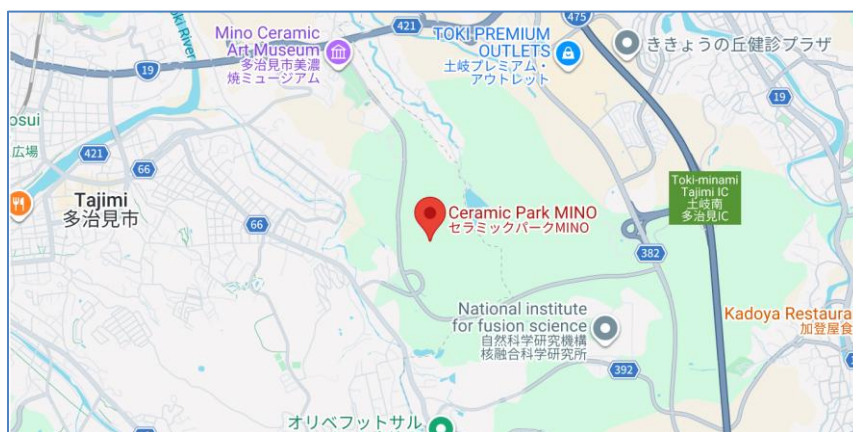 Toki River
421
475
Mino Ceramic
Art Museum
多治見市美濃
焼ミュージアム
TOKI PREMIUM
OUTLETS
土岐プレミアム・
アウトレット
ききょうの丘健診プラザ
19
19
osui
広場
421
66
Tajimi
多治見市
66
Ceramic Park MINO
セラミックパークMINO
Toki-minami
Tajimi IC
土岐南
多治見IC
382
National institute
for fusion science
自然科学研究機構
核融合科学研究所
Kadoya Restaura
加登屋食
392
オリベフットサル